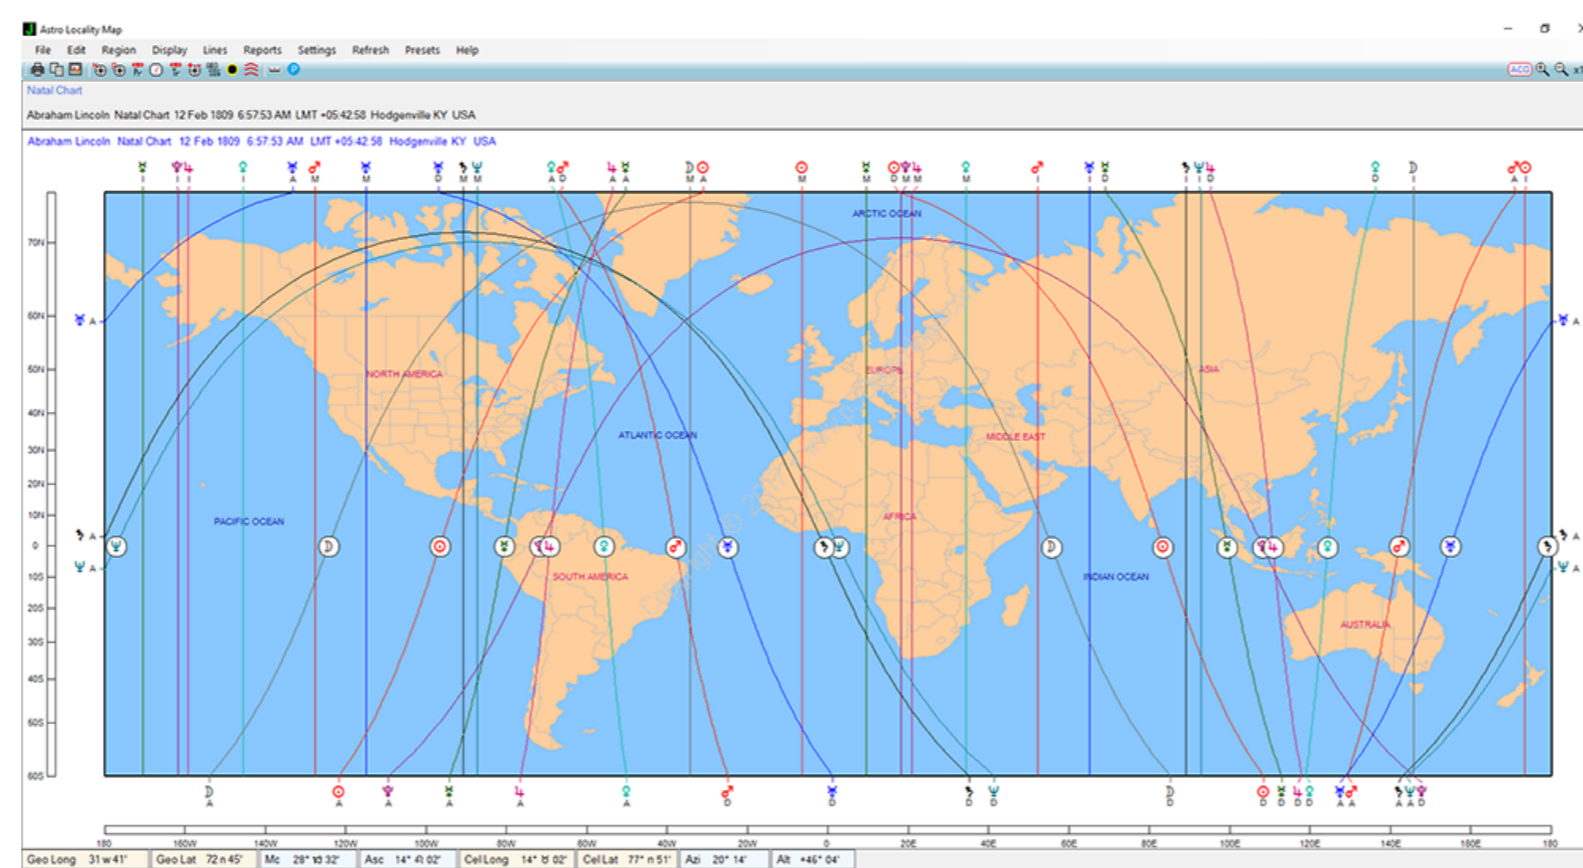 Astro Locality Map
File Edit Region Display Lines Reports Settings Refresh Presets Help
ACG
Natal Chart
Abraham Lincoln Natal Chart 12 Feb 1809 6:57:53 AM LMT +05:42:58 Hodgenville KY USA
Abraham Lincoln Natal Chart 12 Feb 1809 6:57:53 AM LMT +05:42:58 Hodgenville KY USA
I I I I A M M D M M A D A A M A M M D M M M I I D I I D D I A I
ARCTIC OCEAN
70N
60N
A A
50N
NORTH AMERICA EUROPE ASIA
40N
ATLANTIC OCEAN MIDDLE EAST
30N
20N
10N
PACIFIC OCEAN AFRICA
A A
0
A A
10S
SOUTH AMERICA INDIAN OCEAN
20S
AUSTRALIA
30S
40S
50S
60S
A A A A A A D D D D D D D D D A A A A D
180 160W 140W 120W 100W 80W 60W 40W 20W 0 20E 40E 60E 80E 100E 120E 140E 160E
Geo Long 31 w 41' Geo Lat 72 n 45' Mc 28° ♑ 32' Asc 14° ♌ 02' Cel Long 14° ♉ 02' Cel Lat 77° n 51' Azi 20° 14' Alt +46° 04'